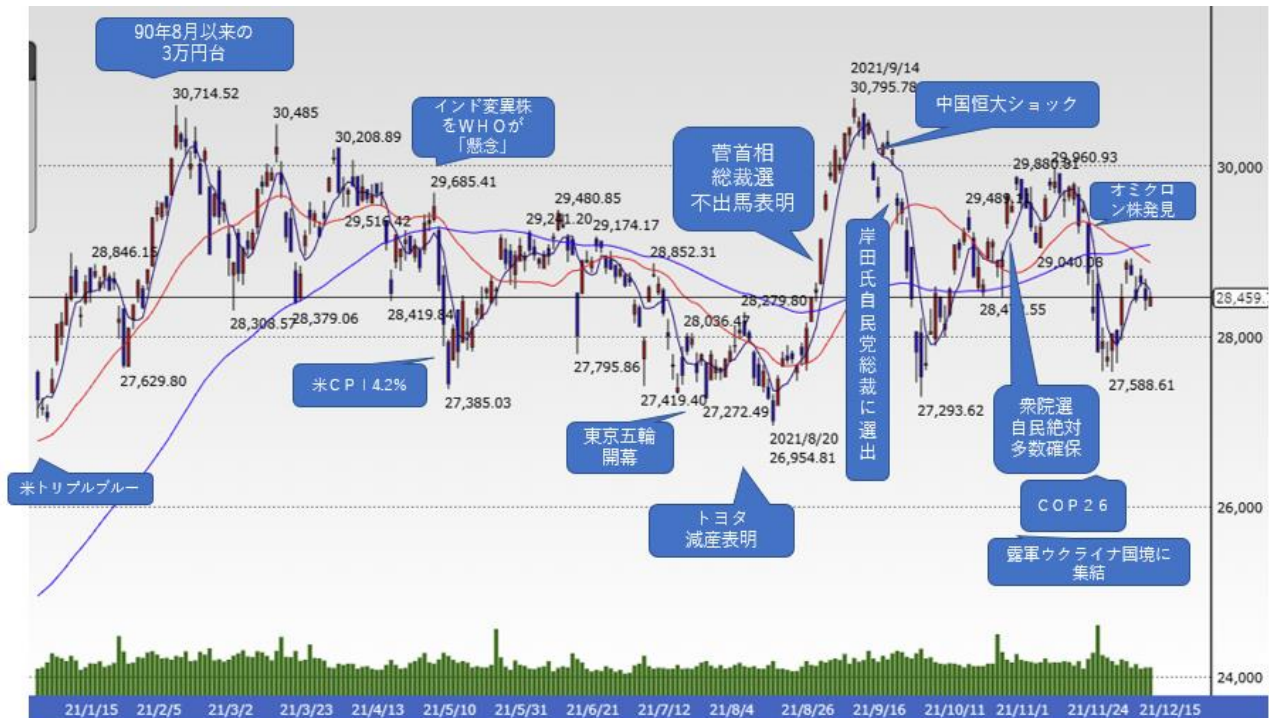 90年8月以来の
3万円台
30,714.52
30,485
30,208.89
インド変異株
をＷＨＯが
「懸念」
29,685.41
2021/9/14
30,795.78
中国恒大ショック
菅首相
総裁選
不出馬表明
29,880.81
29,960.93
30,000
オミクロ
ン株発見
28,846.15
29,516.42
29,480.85
29,174.17
28,852.31
岸田氏自民党総裁に選出
29,040.08
28,308.57
28,379.06
28,419.84
28,036.47
28,279.80
28,459.7
28,000
27,629.80
米ＣＰＩ4.2%
27,385.03
27,795.86
27,419.40
27,272.49
27,293.62
27,588.61
東京五輪
開幕
2021/8/20
26,954.81
衆院選
自民絶対
多数確保
米トリプルブルー
トヨタ
減産表明
ＣＯＰ２６
26,000
露軍ウクライナ国境に
集結
24,000
21/1/15 21/2/5 21/3/2 21/3/23 21/4/13 21/5/10 21/5/31 21/6/21 21/7/12 21/8/4 21/8/26 21/9/16 21/10/11 21/11/1 21/11/24 21/12/15